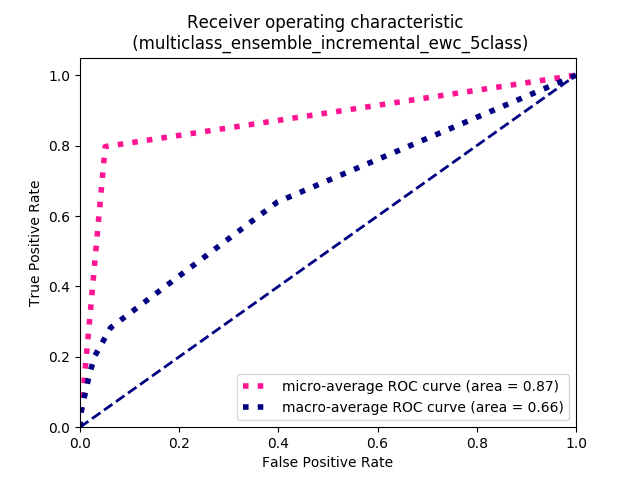 Receiver operating characteristic
(multiclass_ensemble_incremental_ewc_5class)
1.0
0.8
0.6
0.4
0.2
0.0
True Positive Rate
micro-average ROC curve (area = 0.87)
macro-average ROC curve (area = 0.66)
0.0 0.2 0.4 0.6 0.8 1.0
False Positive Rate